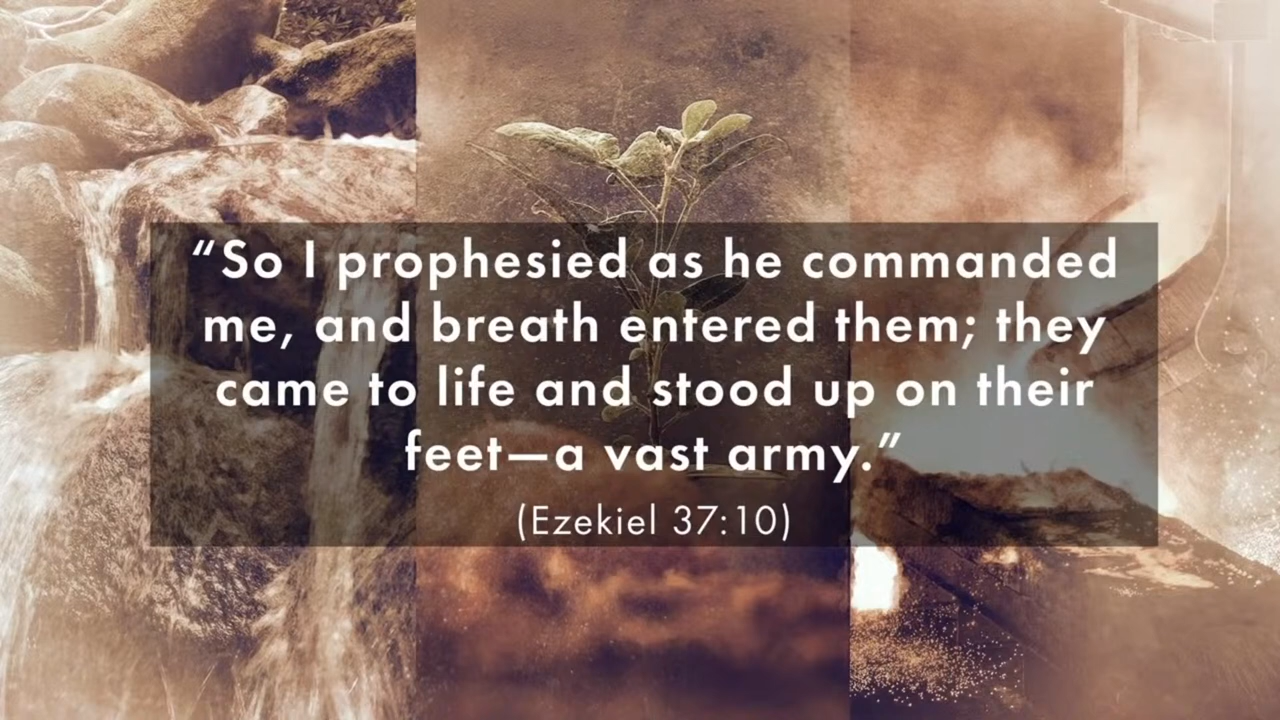 “So I prophesied as he commanded
me, and breath entered them; they
came to life and stood up on their
feet—a vast army.”
(Ezekiel 37:10)